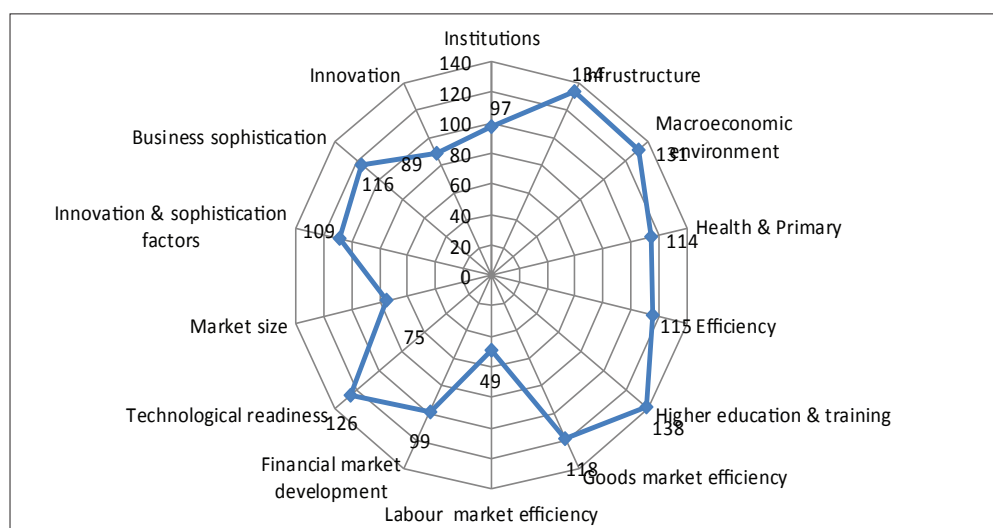 Institutions
140
Innovation
134
Infrustructure
120
97
100
Macroeconomic
environment
Business sophistication
131
89
80
116
60
Innovation & sophistication
factors
109
40
Health & Primary
114
20
0
Market size
75
115
Efficiency
49
Technological readiness
126
Higher education & training
138
99
Financial market
development
118
Goods market efficiency
Labour market efficiency